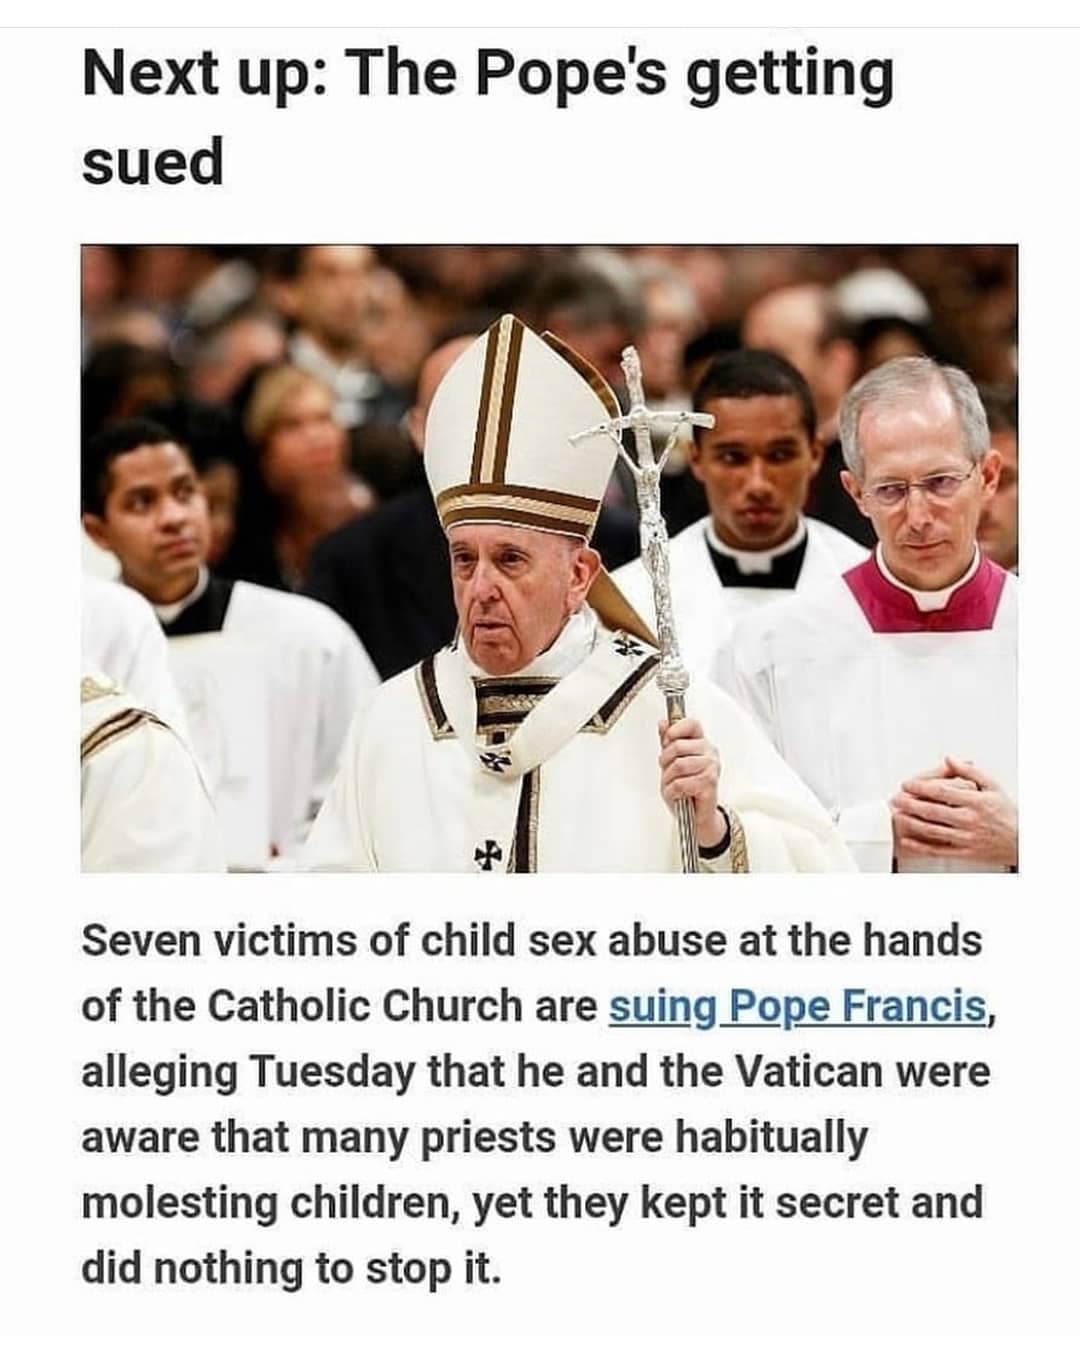 Next up: The Pope's getting
sued
Seven victims of child sex abuse at the hands
of the Catholic Church are suing Pope Francis,
alleging Tuesday that he and the Vatican were
aware that many priests were habitually
molesting children, yet they kept it secret and
did nothing to stop it.